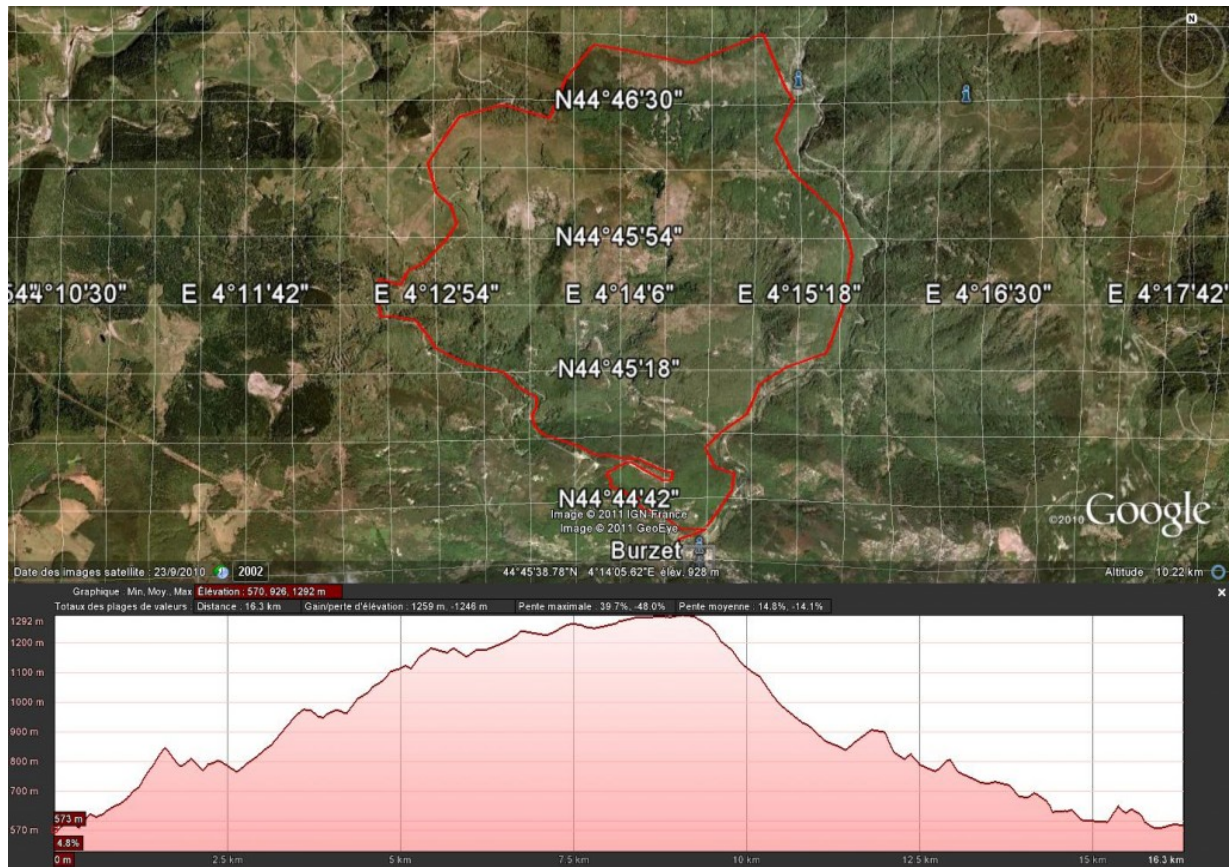 N
N44°46'30"
N44°45'54"
54"4°10'30" E 4°11'42" E 4°12'54" E 4°14'6" E 4°15'18" E 4°16'30" E 4°17'42"
N44°45'18"
N44°44'42"
Image © 2011 IGN-France
Image © 2011 GeoEye
©2010 Google
Burzet
Date des images satellite : 23/9/2010 2002 44°45'38.78"N 4°14'05.62"E élév. 928 m Altitude 10.22 km
Graphique : Min, Moy., Max Élévation : 570, 926, 1292 m
Totaux des plages de valeurs : Distance : 16.3 km Gain/perte d'élévation : 1259 m, -1246 m Pente maximale : 39.7%, -48.0% Pente moyenne : 14.8%, -14.1%
1292 m
1200 m
1100 m
1000 m
900 m
800 m
700 m
573 m
570 m
4.8%
0 m 2.5 km 5 km 7.5 km 10 km 12.5 km 15 km 16.3 km